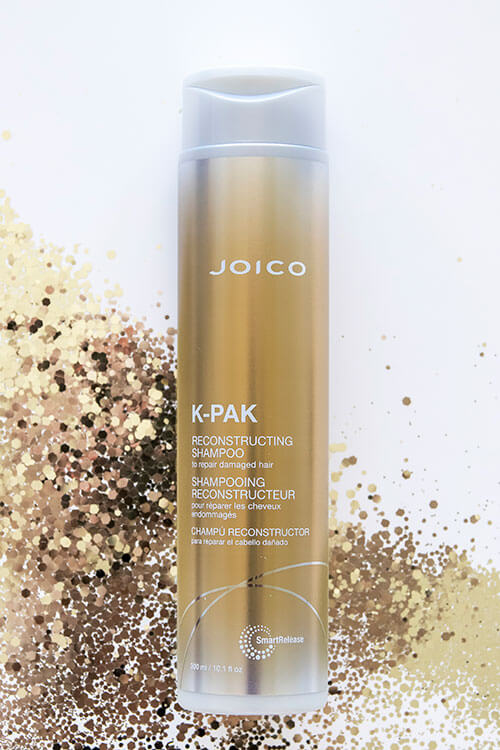 JOICO
K-PAK
RECONSTRUCTING
SHAMPOO
to repair damaged hair
SHAMPOOING
RECONSTRUCTEUR
pour réparer les cheveux
endommagés
CHAMPÚ RECONSTRUCTOR
para reparar el cabello dañado
SmartRelease
300 ml / 10.1 fl oz